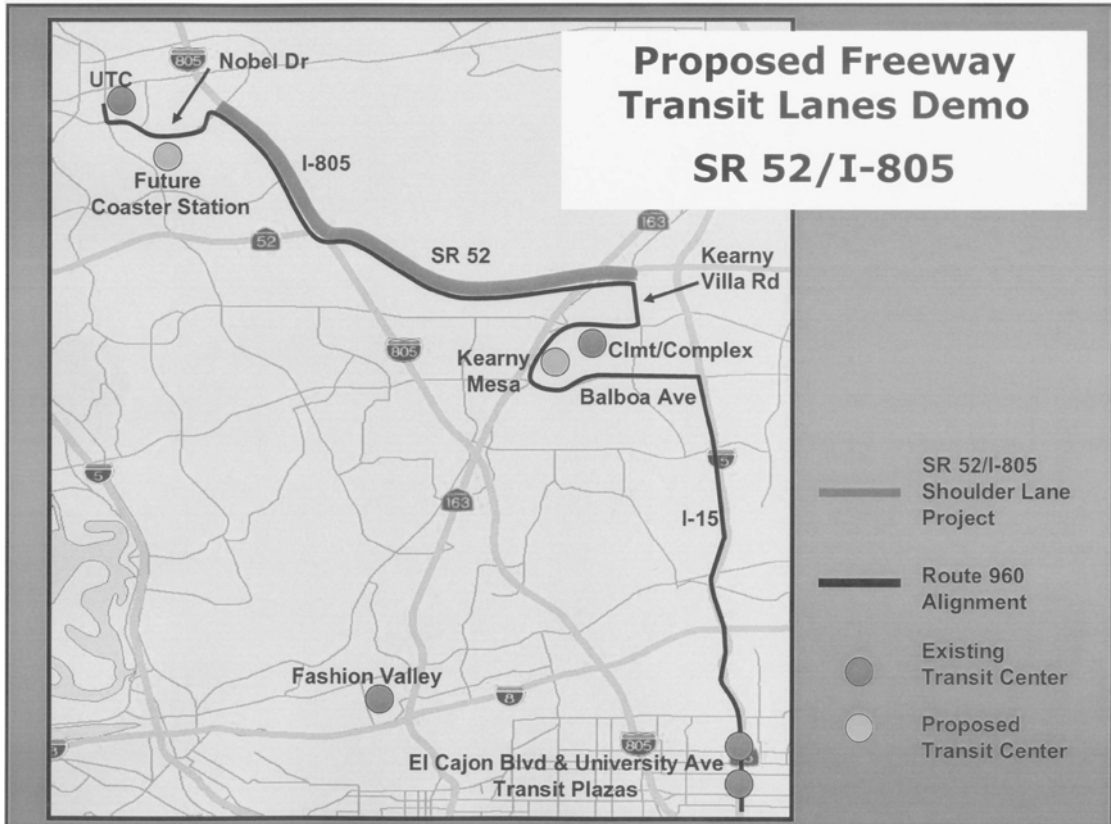 Proposed Freeway
Transit Lanes Demo
SR 52/I-805
805
Nobel Dr
UTC
I-805
Future
Coaster Station
52
163
SR 52
Kearny
Villa Rd
805
Clmt/Complex
Kearny
Mesa
Balboa Ave
5
163
I-15
SR 52/I-805
Shoulder Lane
Project
Route 960
Alignment
Existing
Transit Center
Proposed
Transit Center
Fashion Valley
8
805
El Cajon Blvd & University Ave
Transit Plazas